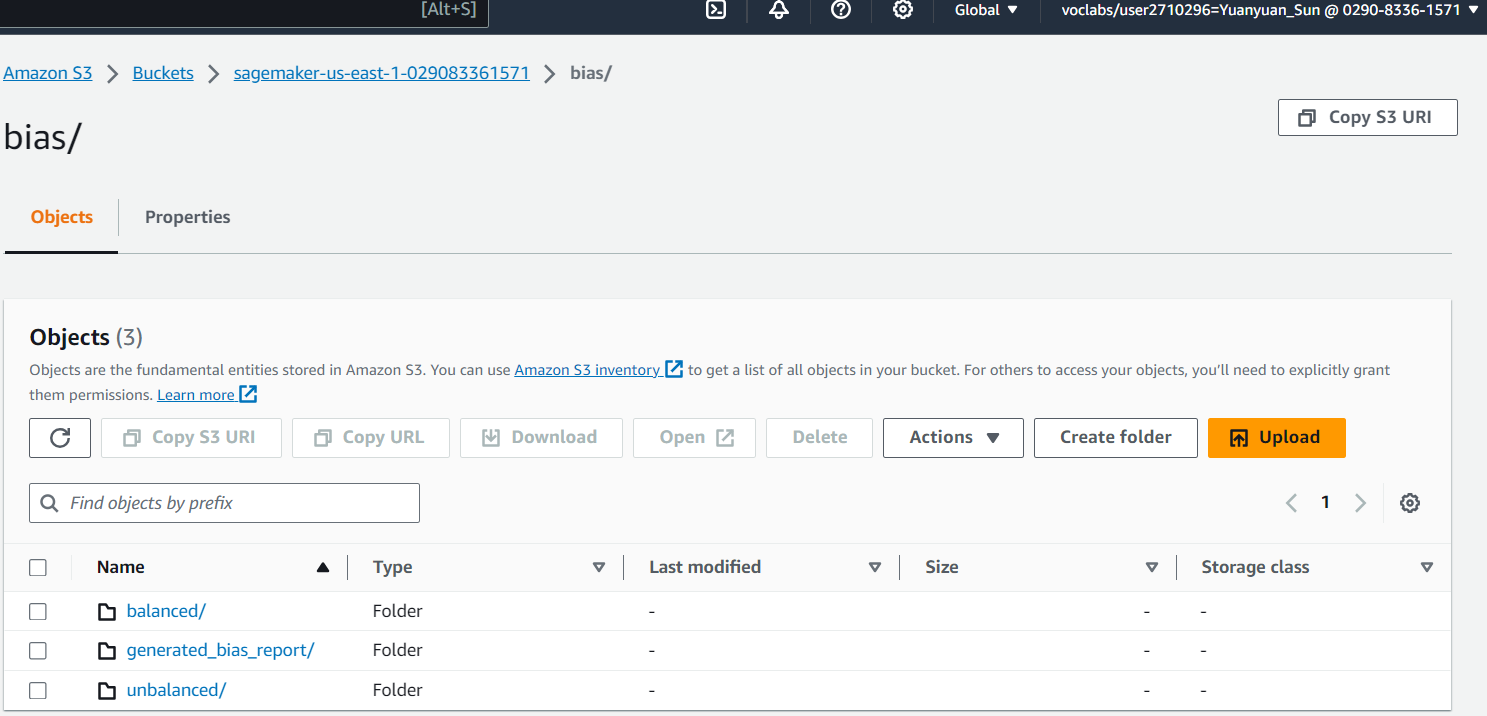 [Alt+S] Global voclabs/user2710296=Yuanyuan_Sun @ 0290-8336-1571
Amazon S3 Buckets sagemaker-us-east-1-029083361571 bias/
Copy S3 URI
bias/
Objects Properties
Objects (3)
Objects are the fundamental entities stored in Amazon S3. You can use Amazon S3 inventory to get a list of all objects in your bucket. For others to access your objects, you'll need to explicitly grant
them permissions. Learn more
Copy S3 URI Copy URL Download Open Delete Actions Create folder Upload
Find objects by prefix 1
Name Type Last modified Size Storage class
balanced/ Folder - - -
generated_bias_report/ Folder - - -
unbalanced/ Folder - - -